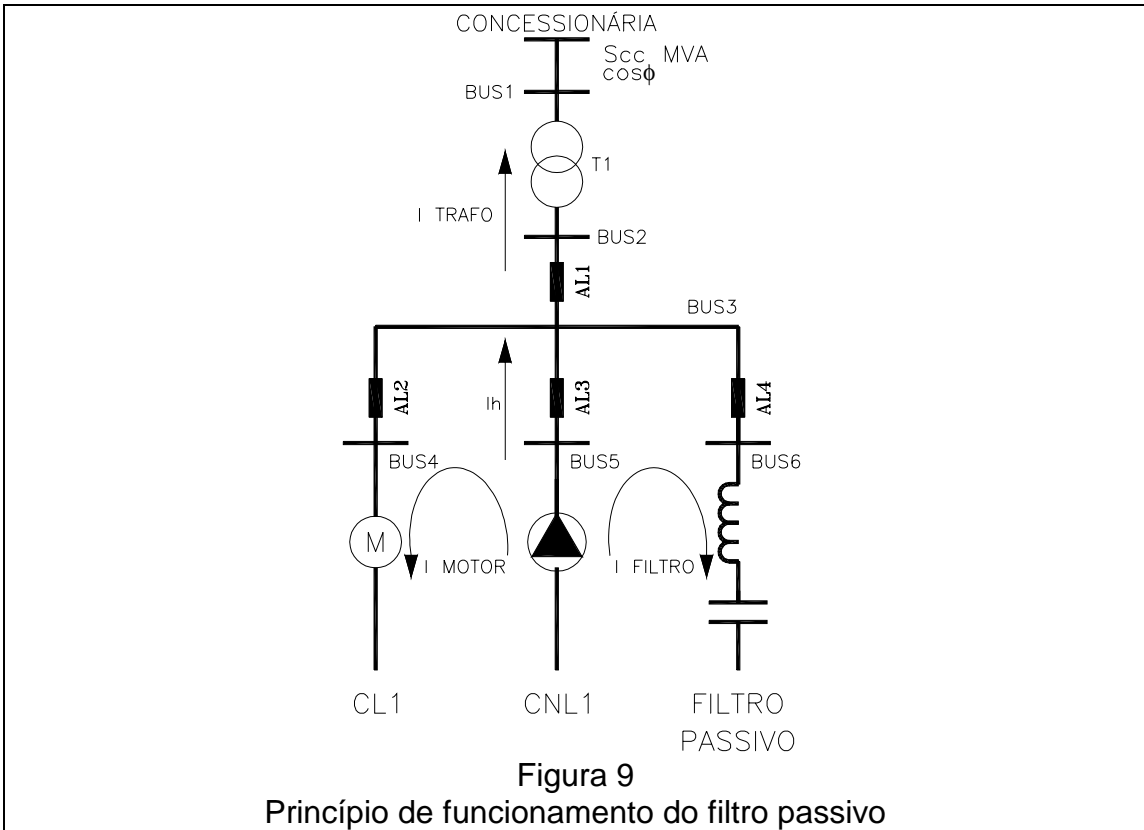 CONCESSIONÁRIA
Scc MVA
cosϕ
BUS1
T1
I TRAFO
BUS2
AL1
BUS3
AL2
Ih
AL3
AL4
BUS4
BUS5
BUS6
M
I MOTOR
I FILTRO
CL1
CNL1
FILTRO
PASSIVO
Figura 9
Princípio de funcionamento do filtro passivo